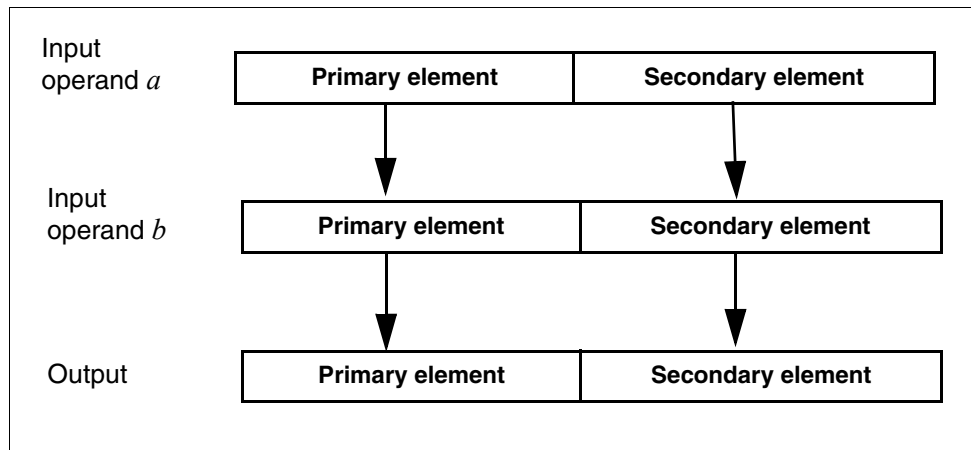 Input
operand a
Primary element
Secondary element
Input
operand b
Primary element
Secondary element
Output
Primary element
Secondary element